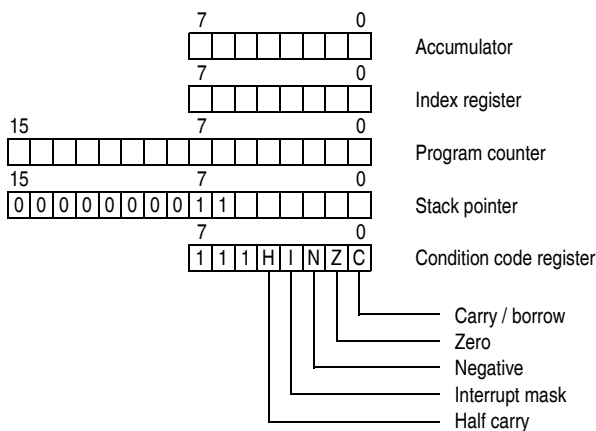 7 0
Accumulator
7 0
Index register
15 7 0
Program counter
15 7 0
0 0 0 0 0 0 0 0 1 1 Stack pointer
7 0
1 1 1 H I N Z C Condition code register
Carry / borrow
Zero
Negative
Interrupt mask
Half carry